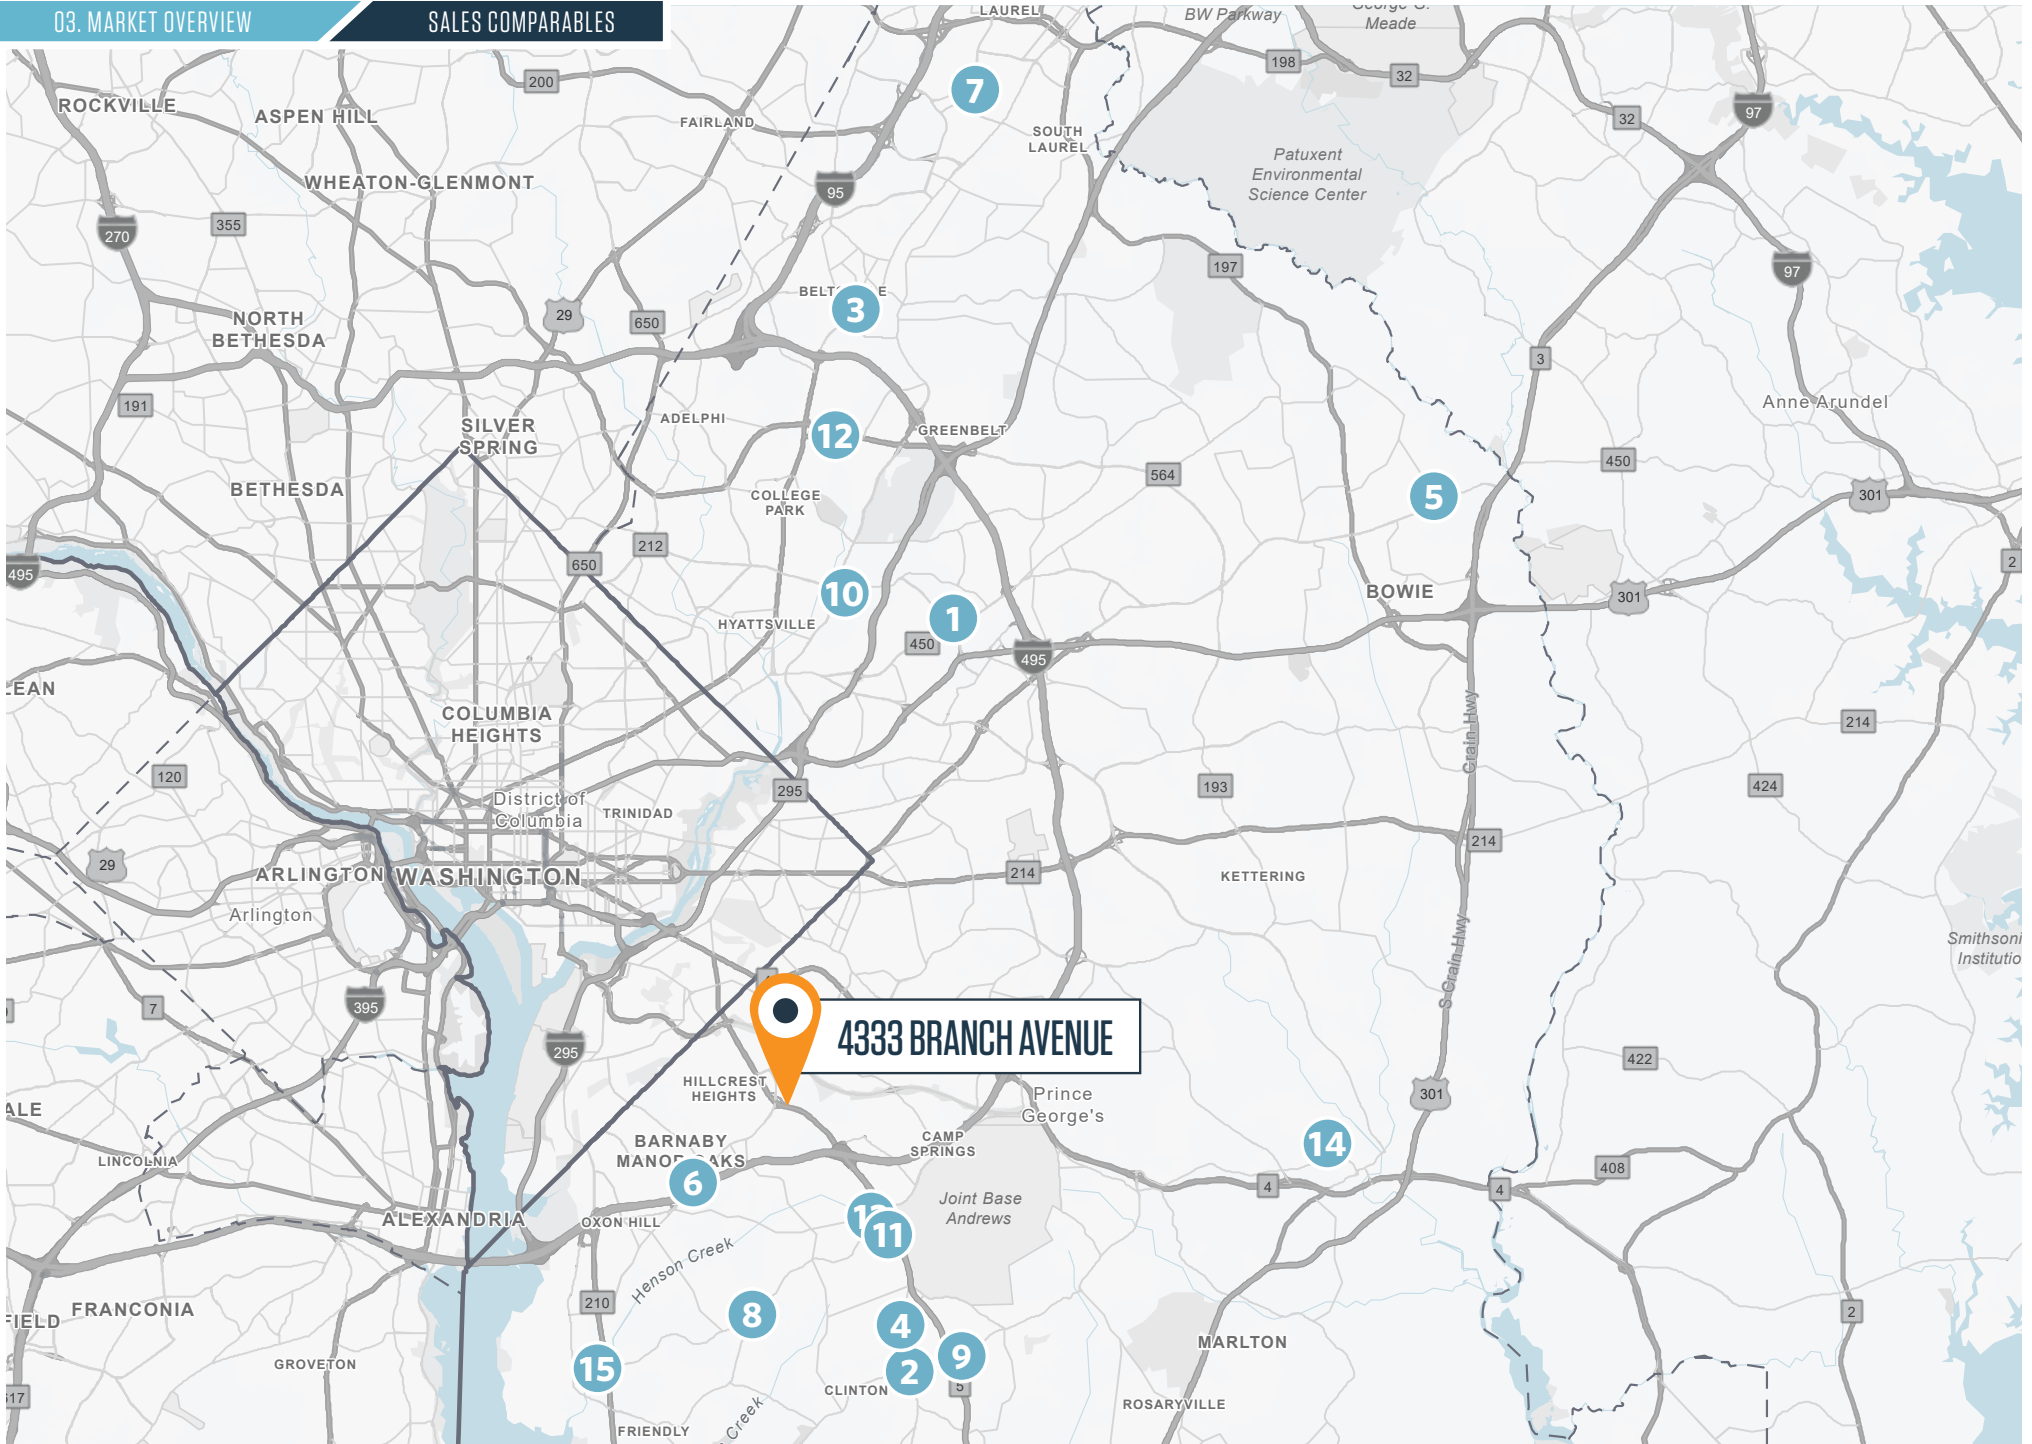 03. MARKET OVERVIEW
SALES COMPARABLES
LAUREL
BW Parkway
Meade
198
32
200
7
ROCKVILLE
ASPEN HILL
FAIRLAND
SOUTH
LAUREL
32
97
Patuxent
Environmental
Science Center
WHEATON-GLENMONT
95
355
270
197
97
3
29
650
NORTH
BETHESDA
3
191
ADELPHI
SILVER
SPRING
12
GREENBELT
Anne Arundel
450
564
BETHESDA
COLLEGE
PARK
5
301
212
650
495
2
10
BOWIE
301
HYATTSVILLE
1
450
495
COLUMBIA
HEIGHTS
Crain Hwy
214
120
295
193
424
District of
Columbia
TRINIDAD
214
29
ARLINGTON
WASHINGTON
214
KETTERING
Arlington
S Crain Hwy
395
7
4333 BRANCH AVENUE
295
422
HILLCREST
HEIGHTS
Prince
George's
301
BARNABY
CAMP
SPRINGS
14
LINCOLNIA
408
6
4
4
Joint Base
Andrews
ALEXANDRIA
OXON HILL
11
Henson Creek
210
FRANCONIA
8
4
2
MARLTON
GROVETON
15
9
2
CLINTON
5
ROSARYVILLE
FRIENDLY
Creek